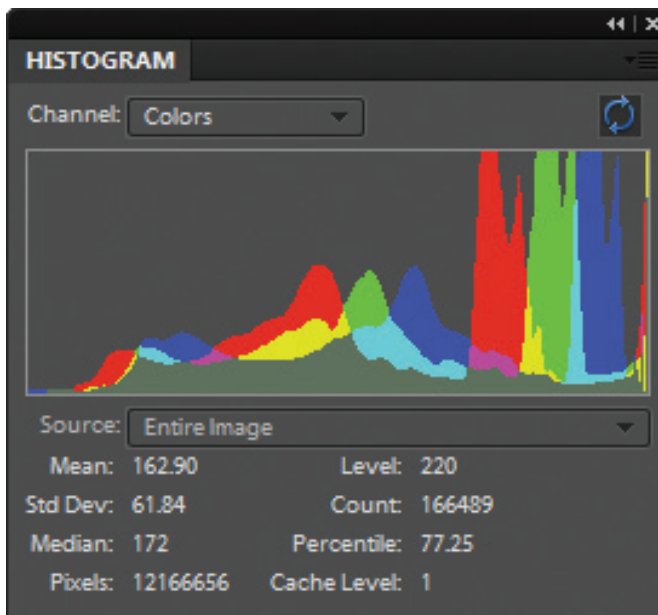 HISTOGRAM
Channel: Colors
Source: Entire Image
Mean: 162.90 Level: 220
Std Dev: 61.84 Count: 166489
Median: 172 Percentile: 77.25
Pixels: 12166656 Cache Level: 1